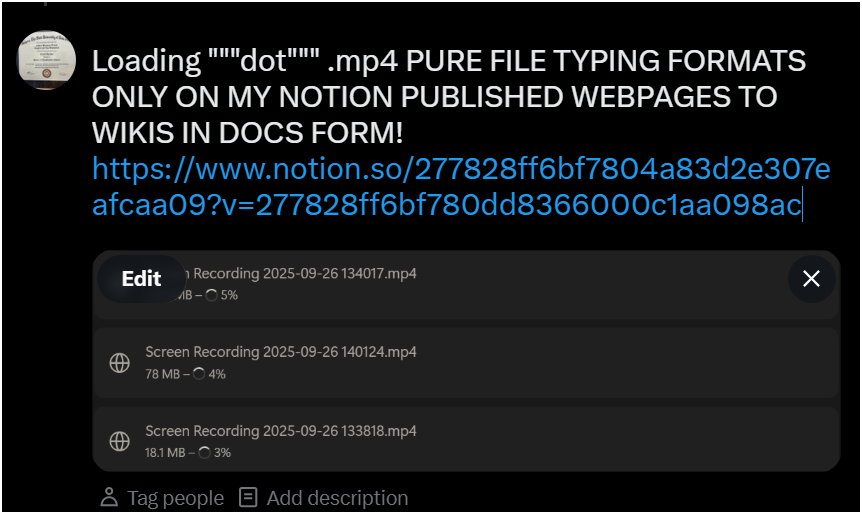 Loading """dot""" .mp4 PURE FILE TYPING FORMATS
ONLY ON MY NOTION PUBLISHED WEBPAGES TO
WIKIS IN DOCS FORM!
https://www.notion.so/277828ff6bf7804a83d2e307e
afcaa09?v=277828ff6bf780dd8366000c1aa098ac
Edit
Recording 2025-09-26 134017.mp4
MB – 5%
Screen Recording 2025-09-26 140124.mp4
78 MB – 4%
Screen Recording 2025-09-26 133818.mp4
18.1 MB – 3%
Tag people Add description